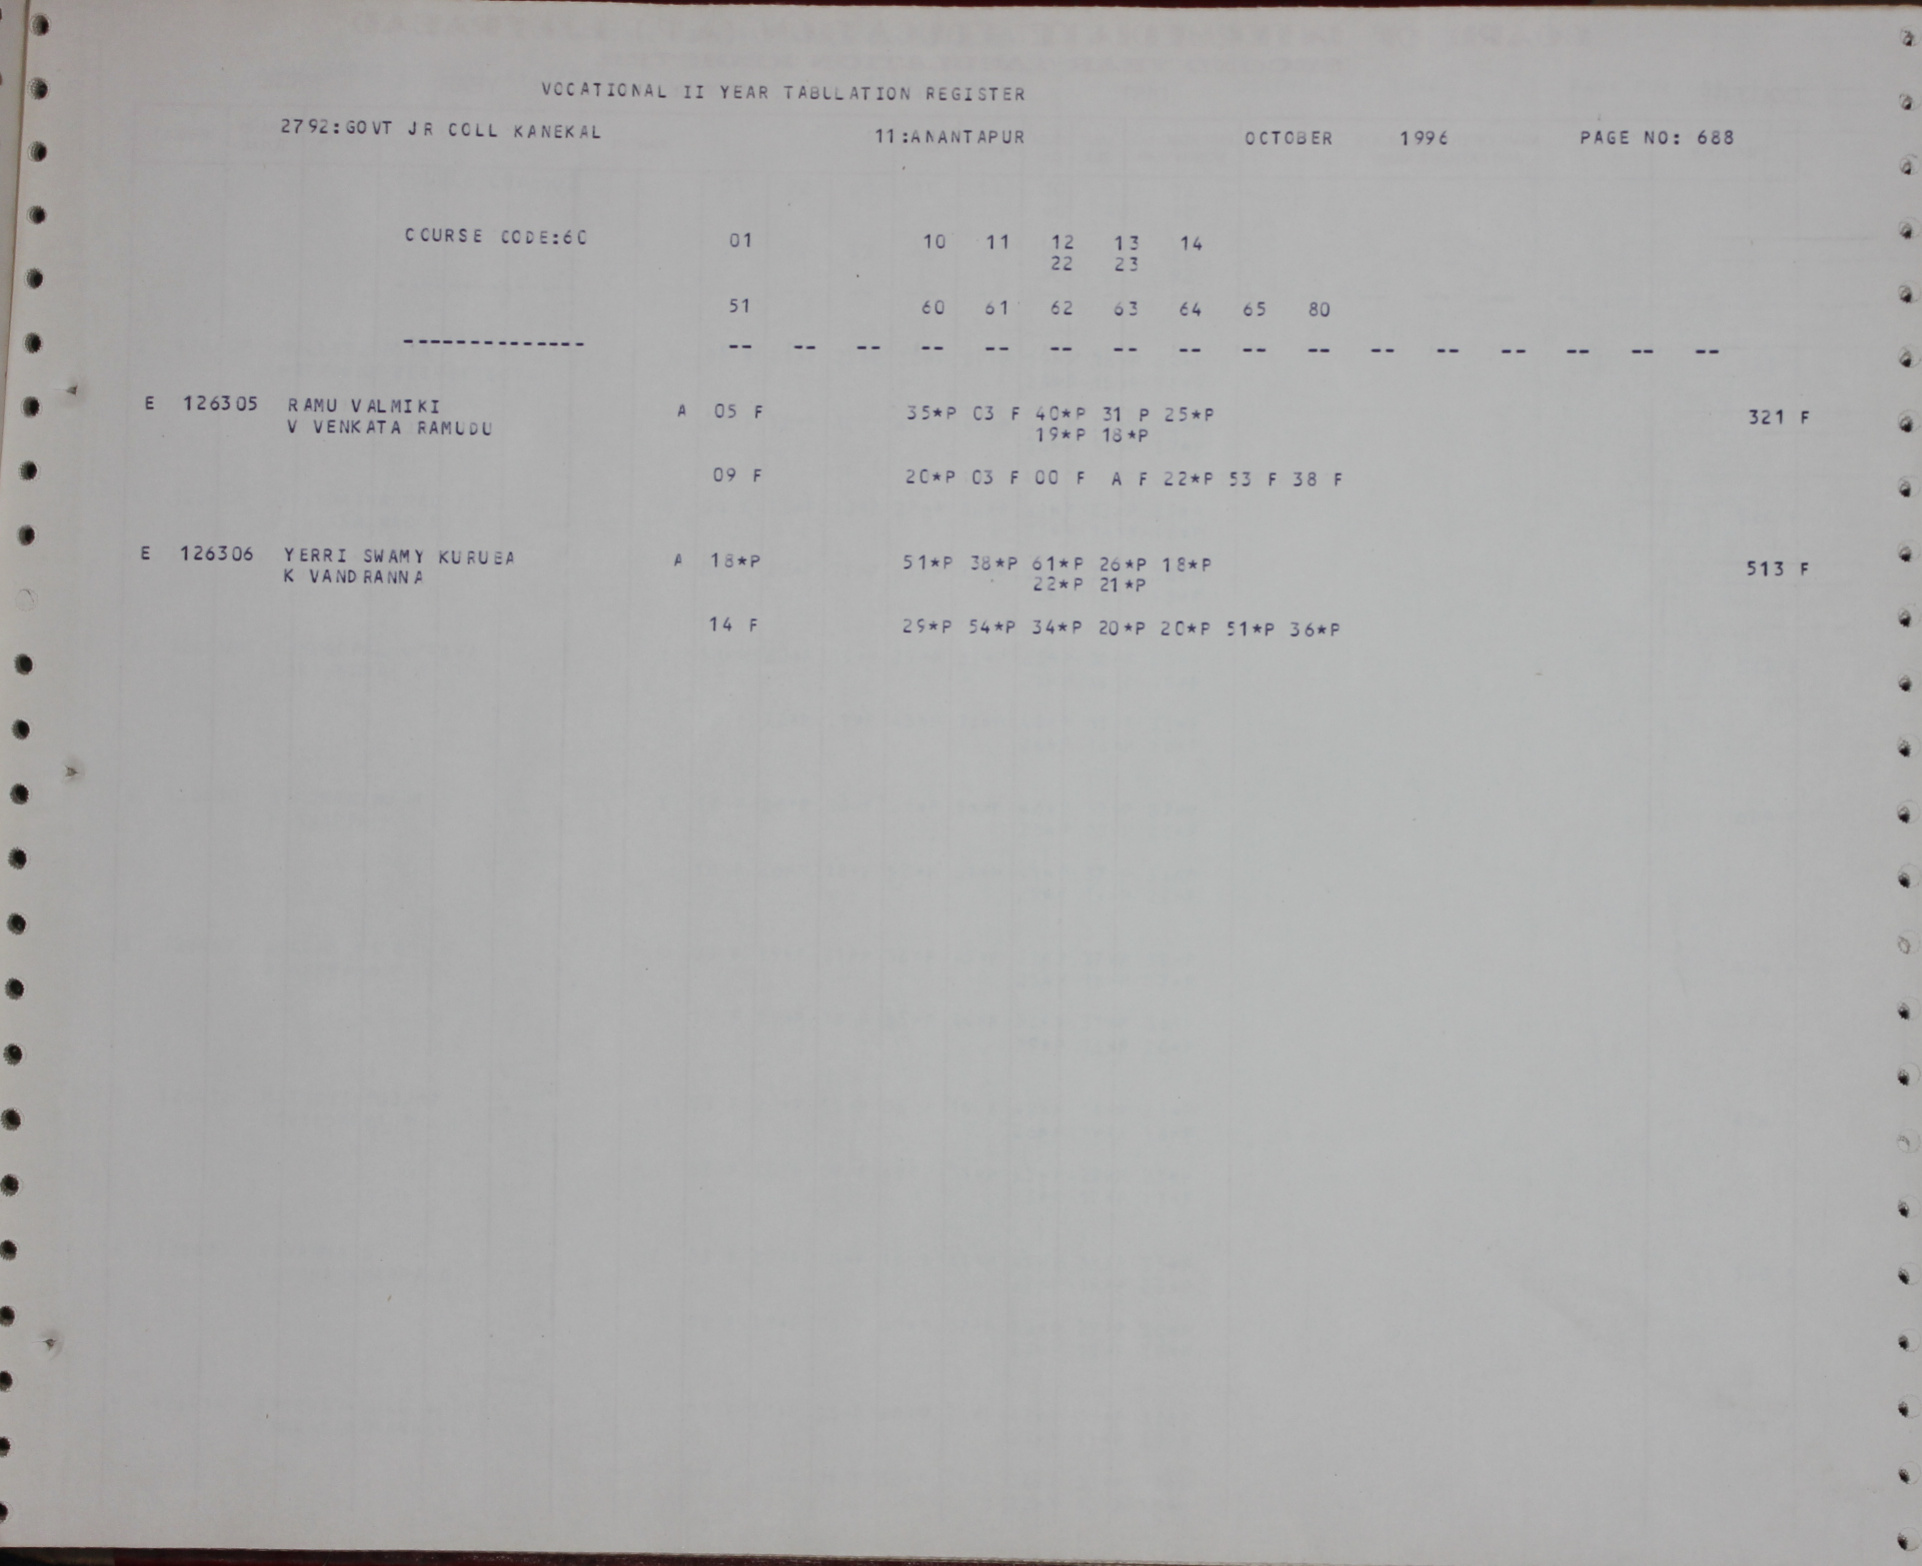 VOCATIONAL II YEAR TABULATION REGISTER
2792:GOVT JR COLL KANEKAL 11:ANANTAPUR OCTOBER 1996 PAGE NO: 688
COURSE CODE:60 01 10 11 12 13 14
22 23
51 60 61 62 63 64 65 80
-------------- -- -- -- -- -- -- -- -- -- -- -- -- -- -- -- --
E 126305 RAMU VALMIKI A 05 F 35*P 03 F 40*P 31 P 25*P 321 F
V VENKATA RAMUDU 19*P 18*P
09 F 20*P 03 F 00 F A F 22*P 53 F 38 F
E 126306 YERRI SWAMY KURUBA A 18*P 51*P 38*P 61*P 26*P 18*P 513 F
K VANDRANNA 22*P 21*P
14 F 29*P 54*P 34*P 20*P 20*P 51*P 36*P